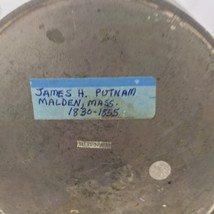 JAMES H. PUTNAM
MALDEN, MASS.
1830-1855